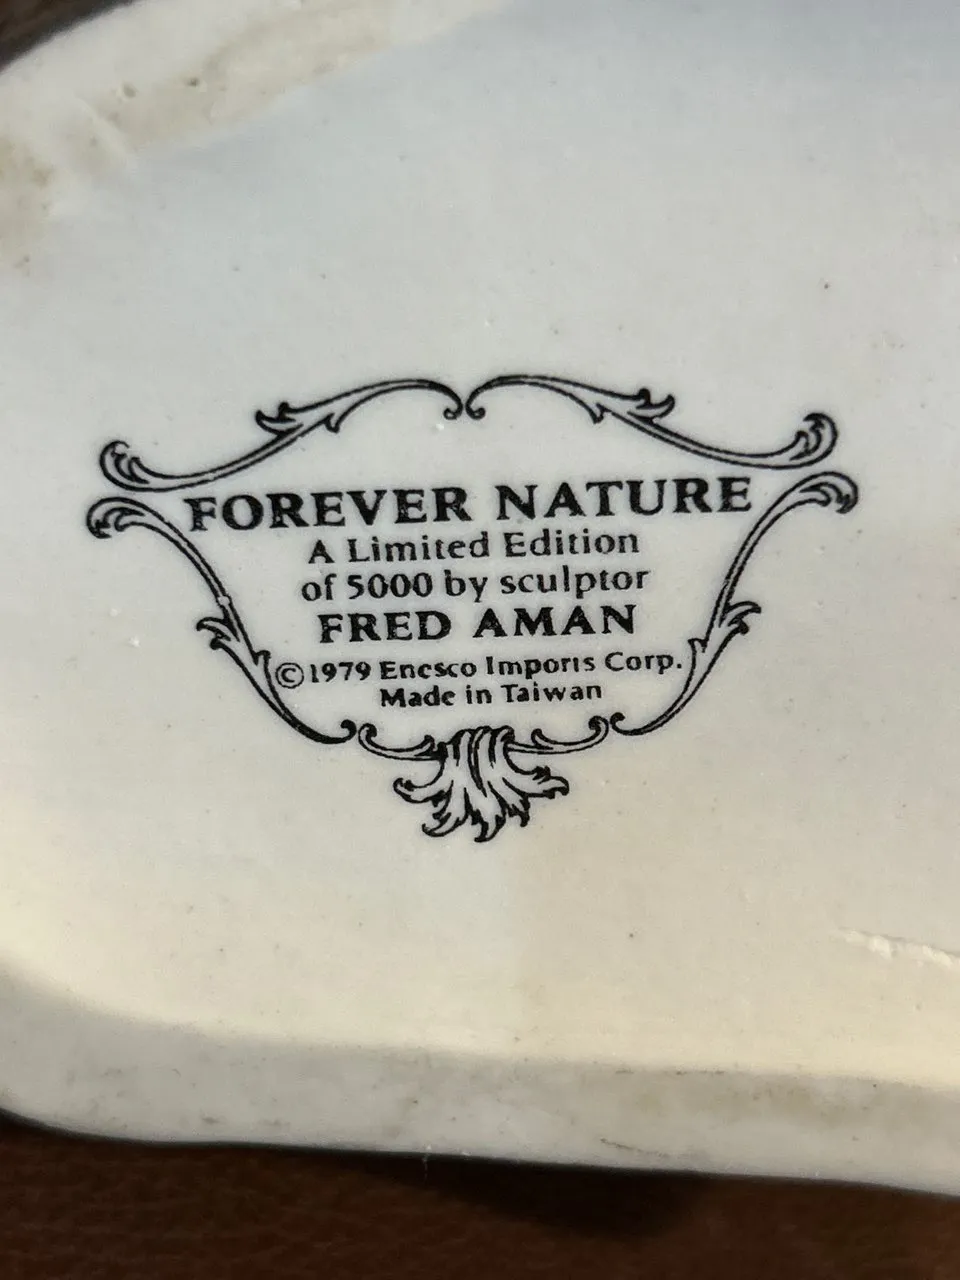 FOREVER NATURE
A Limited Edition
of 5000 by sculptor
FRED AMAN
©1979 Enesco Imports Corp.
Made in Taiwan